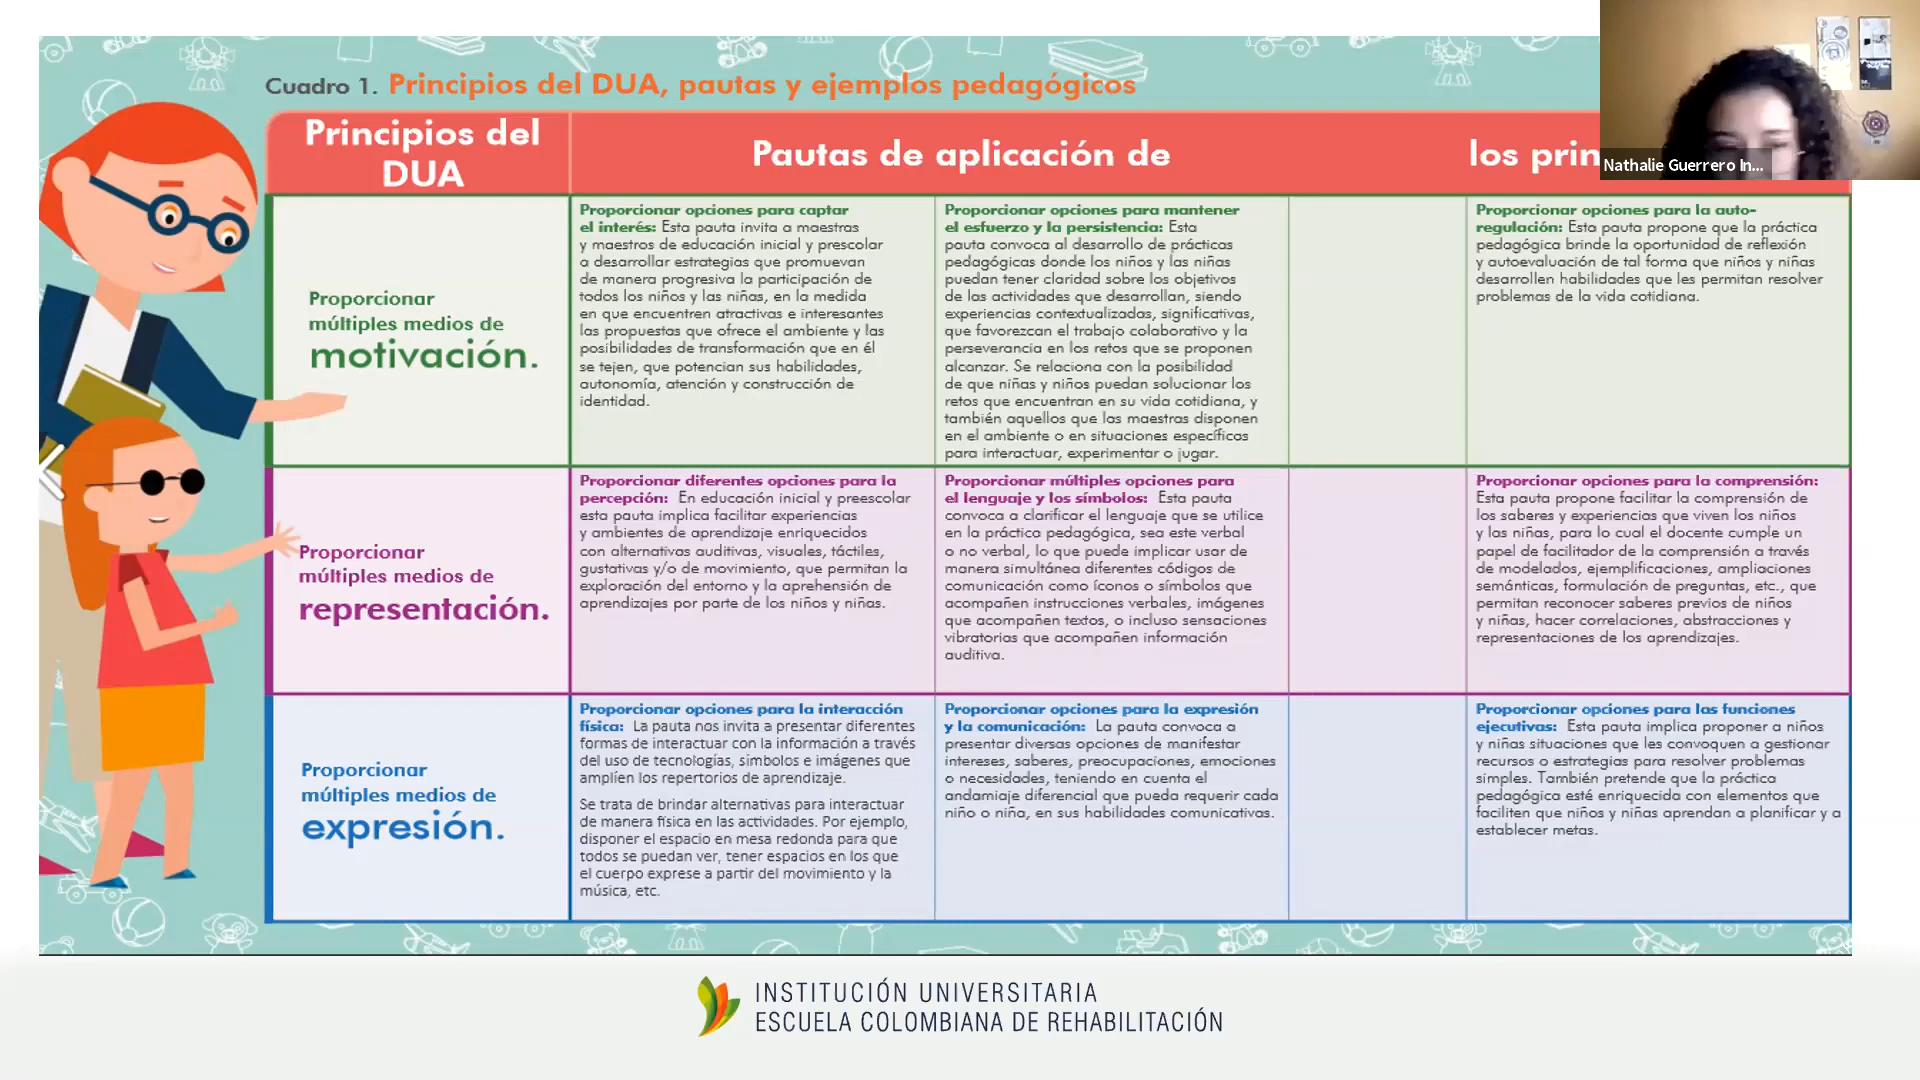 Cuadro 1. Principios del DUA, pautas y ejemplos pedagógicos
Principios del
DUA
Pautas de aplicación de
los prin
Nathalie Guerrero In...
Proporcionar
múltiples medios de
motivación.
Proporcionar opciones para captar
el interés: Esta pauta invita a maestras
y maestros de educación inicial y prescolar
a desarrollar estrategias que promuevan
de manera progresiva la participación de
todos los niños y las niñas, en la medida
en que encuentren atractivas e interesantes
las propuestas que ofrece el ambiente y las
posibilidades de transformación que en él
se tejen, que potencian sus habilidades,
autonomía, atención y construcción de
identidad.
Proporcionar opciones para mantener
el esfuerzo y la persistencia: Esta
pauta convoca al desarrollo de prácticas
pedagógicas donde los niños y las niñas
puedan tener claridad sobre los objetivos
de las actividades que desarrollan, siendo
experiencias contextualizadas, significativas,
que favorezcan el trabajo colaborativo y la
perseverancia en los retos que se proponen
alcanzar. Se relaciona con la posibilidad
de que niñas y niños puedan solucionar los
retos que encuentran en su vida cotidiana, y
también aquellos que las maestras disponen
en el ambiente o en situaciones específicas
para interactuar, experimentar o jugar.
Proporcionar opciones para la auto-
regulación: Esta pauta propone que la práctica
pedagógica brinde la oportunidad de reflexión
y autoevaluación de tal forma que niños y niñas
desarrollen habilidades que les permitan resolver
problemas de la vida cotidiana.
Proporcionar
múltiples medios de
representación.
Proporcionar diferentes opciones para la
percepción: En educación inicial y preescolar
esta pauta implica facilitar experiencias
y ambientes de aprendizaje enriquecidos
con alternativas auditivas, visuales, táctiles,
gustativas y/o de movimiento, que permitan la
exploración del entorno y la aprehensión de
aprendizajes por parte de los niños y niñas.
Proporcionar múltiples opciones para
el lenguaje y los símbolos: Esta pauta
convoca a clarificar el lenguaje que se utilice
en la práctica pedagógica, sea este verbal
o no verbal, lo que puede implicar usar de
manera simultánea diferentes códigos de
comunicación como íconos o símbolos que
acompañen instrucciones verbales, imágenes
que acompañen textos, o incluso sensaciones
vibratorias que acompañen información
auditiva.
Proporcionar opciones para la comprensión:
Esta pauta propone facilitar la comprensión de
los saberes y experiencias que viven los niños
y las niñas, para lo cual el docente cumple un
papel de facilitador de la comprensión a través
de modelados, ejemplificaciones, ampliaciones
semánticas, formulación de preguntas, etc., que
permitan reconocer saberes previos de niños
y niñas, hacer correlaciones, abstracciones y
representaciones de los aprendizajes.
Proporcionar
múltiples medios de
expresión.
Proporcionar opciones para la interacción
física: La pauta nos invita a presentar diferentes
formas de interactuar con la información a través
del uso de tecnologías, símbolos e imágenes que
amplíen los repertorios de aprendizaje.
Se trata de brindar alternativas para interactuar
de manera física en las actividades. Por ejemplo,
disponer el espacio en mesa redonda para que
todos se puedan ver, tener espacios en los que
el cuerpo exprese a partir del movimiento y la
música, etc.
Proporcionar opciones para la expresión
y la comunicación: La pauta convoca a
presentar diversas opciones de manifestar
intereses, saberes, preocupaciones, emociones
o necesidades, teniendo en cuenta el
andamiaje diferencial que pueda requerir cada
niño o niña, en sus habilidades comunicativas.
Proporcionar opciones para las funciones
ejecutivas: Esta pauta implica proponer a niños
y niñas situaciones que les convoquen a gestionar
recursos o estrategias para resolver problemas
simples. También pretende que la práctica
pedagógica esté enriquecida con elementos que
faciliten que niños y niñas aprendan a planificar y a
establecer metas.
INSTITUCIÓN UNIVERSITARIA
ESCUELA COLOMBIANA DE REHABILITACIÓN